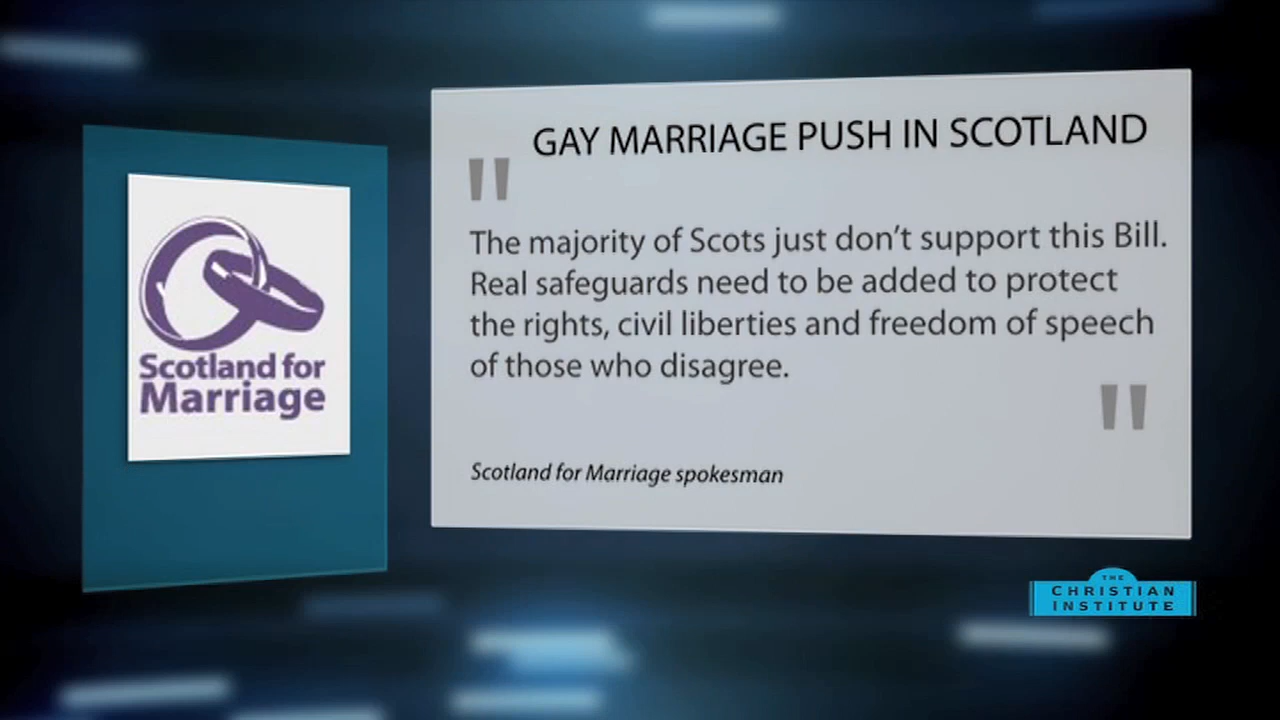 GAY MARRIAGE PUSH IN SCOTLAND
"
The majority of Scots just don't support this Bill.
Real safeguards need to be added to protect
the rights, civil liberties and freedom of speech
of those who disagree.
"
Scotland for Marriage spokesman
Scotland for
Marriage
THE
CHRISTIAN
INSTITUTE